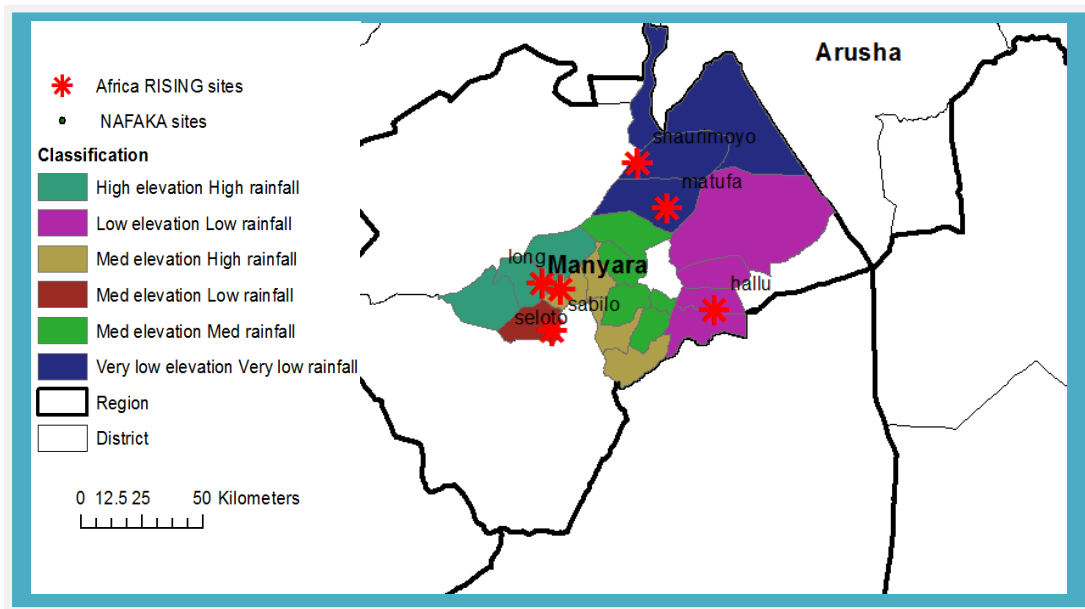 Africa RISING sites
NAFAKA sites
Classification
High elevation High rainfall
Low elevation Low rainfall
Med elevation High rainfall
Med elevation Low rainfall
Med elevation Med rainfall
Very low elevation Very low rainfall
Region
District
0 12.5 25 50 Kilometers
Arusha
shaurimoyo
matufa
long
Manyara
hallu
sabilo
seloto